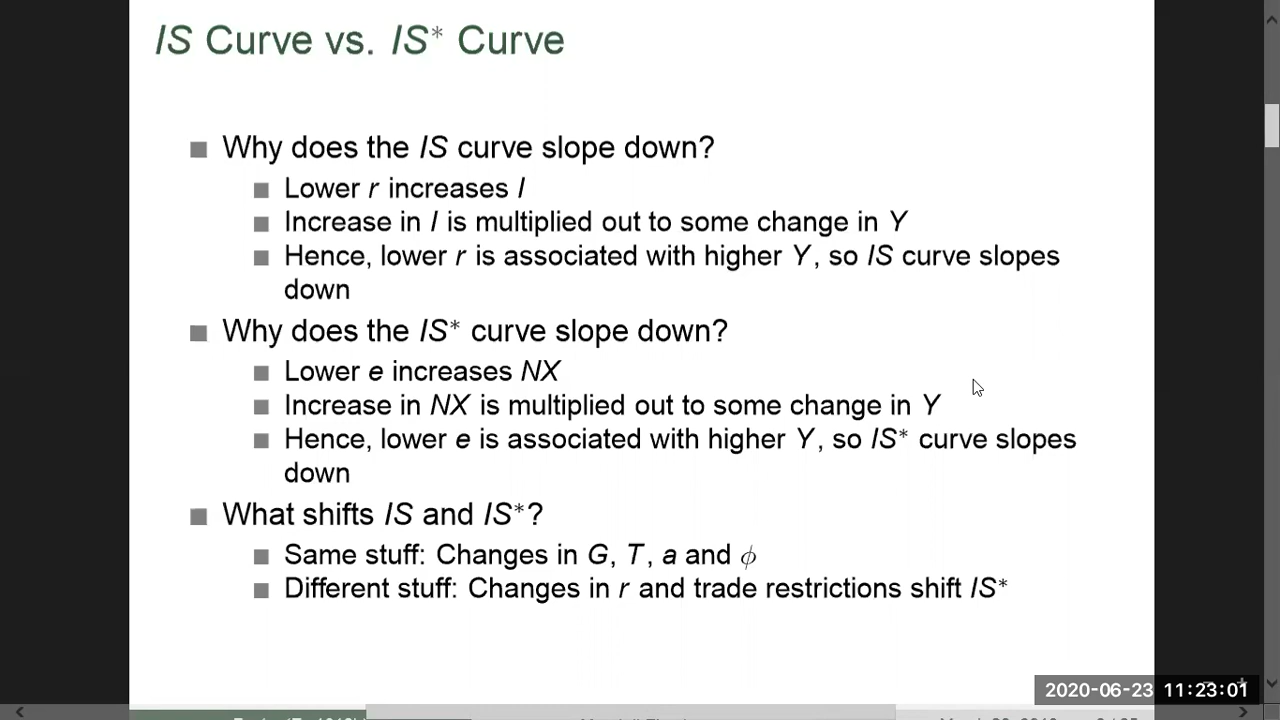 IS Curve vs. IS* Curve
Why does the IS curve slope down?
Lower r increases I
Increase in I is multiplied out to some change in Y
Hence, lower r is associated with higher Y, so IS curve slopes
down
Why does the IS* curve slope down?
Lower e increases NX
Increase in NX is multiplied out to some change in Y
Hence, lower e is associated with higher Y, so IS* curve slopes
down
What shifts IS and IS*?
Same stuff: Changes in G, T, a and ϕ
Different stuff: Changes in r and trade restrictions shift IS*
2020-06-23 11:23:01